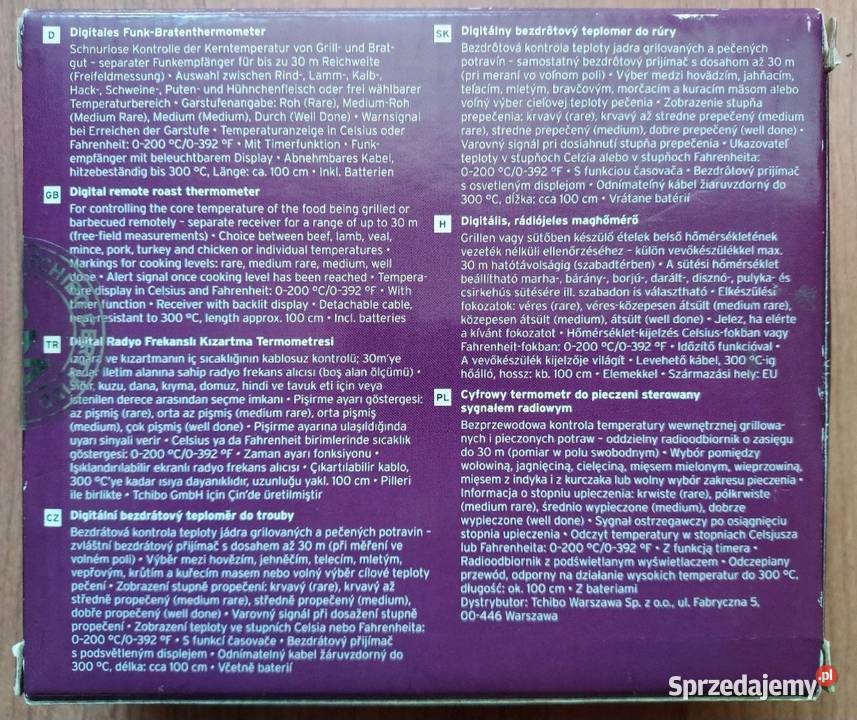 D Digitales Funk-Bratenthermometer
Schnurlose Kontrolle der Kerntemperatur von Grill- und Brat-
gut – separater Funkempfänger für bis zu 30 m Reichweite
(Freifeldmessung) • Auswahl zwischen Rind-, Lamm-, Kalb-,
Hack-, Schweine-, Puten- und Hühnchenfleisch oder frei wählbarer
Temperaturbereich • Garstufenangabe: Roh (Rare), Medium-Roh
(Medium Rare), Medium (Medium), Durch (Well Done) • Warnsignal
bei Erreichen der Garstufe • Temperaturanzeige in Celsius oder
Fahrenheit: 0-200 °C/0-392 °F • Mit Timerfunktion • Funk-
empfänger mit beleuchtbarem Display • Abnehmbares Kabel,
hitzebeständig bis 300 °C, Länge: ca. 100 cm • Inkl. Batterien
GB Digital remote roast thermometer
For controlling the core temperature of the food being grilled or
barbecued remotely – separate receiver for a range of up to 30 m
(free-field measurements) • Choice between beef, lamb, veal,
mince, pork, turkey and chicken or individual temperatures •
Markings for cooking levels: rare, medium rare, medium, well
done • Alert signal once cooking level has been reached • Tempera-
ture display in Celsius and Fahrenheit: 0-200 °C/0-392 °F • With
timer function • Receiver with backlit display • Detachable cable,
heat-resistant to 300 °C, length approx. 100 cm • Incl. batteries
TR Dijital Radyo Frekanslı Kızartma Termometresi
Izgara ve kızartmanın iç sıcaklığının kablosuz kontrolü; 30m'ye
kadar iletim alanına sahip radyo frekans alıcısı (boş alan ölçümü) •
Sığır, kuzu, dana, kıyma, domuz, hindi ve tavuk eti için veya
istenilen derece arasından seçme imkanı • Pişirme ayarı göstergesi:
az pişmiş (rare), orta az pişmiş (medium rare), orta pişmiş
(medium), çok pişmiş (well done) • Pişirme ayarına ulaşıldığında
uyarı sinyali verir • Celsius ya da Fahrenheit birimlerinde sıcaklık
göstergesi: 0-200 °C/0-392 °F • Zaman ayarı fonksiyonu •
Işıklandırılabilir ekranlı radyo frekans alıcısı • Çıkartılabilir kablo,
300 °C'ye kadar ısıya dayanıklıdır, uzunluğu yakl. 100 cm • Pilleri
ile birlikte • Tchibo GmbH için Çin'de üretilmiştir
CZ Digitální bezdrátový teploměr do trouby
Bezdrátová kontrola teploty jádra grilovaných a pečených potravin –
zvláštní bezdrátový přijímač s dosahem až 30 m (při měření ve
volném poli) • Výběr mezi hovězím, jehněčím, telecím, mletým,
vepřovým, krůtím a kuřecím masem nebo volný výběr cílové teploty
pečení • Zobrazení stupně propečení: krvavý (rare), krvavý až
středně propečený (medium rare), středně propečený (medium),
dobře propečený (well done) • Varovný signál při dosažení stupně
propečení • Zobrazení teploty ve stupních Celsia nebo Fahrenheita:
0-200 °C/0-392 °F • S funkcí časovače • Bezdrátový přijímač
s podsvětleným displejem • Odnímatelný kabel žáruvzdorný do
300 °C, délka: cca 100 cm • Včetně baterií
SK Digitálny bezdrôtový teplomer do rúry
Bezdrôtová kontrola teploty jadra grilovaných a pečených
potravín – samostatný bezdrôtový prijímač s dosahom až 30 m
(pri meraní vo voľnom poli) • Výber medzi hovädzím, jahňacím,
teľacím, mletým, bravčovým, morčacím a kuracím mäsom alebo
voľný výber cieľovej teploty pečenia • Zobrazenie stupňa
prepečenia: krvavý (rare), krvavý až stredne prepečený (medium
rare), stredne prepečený (medium), dobre prepečený (well done) •
Varovný signál pri dosiahnutí stupňa prepečenia • Ukazovateľ
teploty v stupňoch Celzia alebo v stupňoch Fahrenheita:
0-200 °C/0-392 °F • S funkciou časovača • Bezdrôtový prijímač
s osvetleným displejom • Odnímateľný kábel žiaruvzdorný do
300 °C, dĺžka: cca 100 cm • Vrátane batérií
H Digitális, rádiójeles maghőmérő
Grillen vagy sütőben készülő ételek belső hőmérsékletének
vezeték nélküli ellenőrzéséhez – külön vevőkészülékkel max.
30 m hatótávolságig (szabadtérben) • A sütési hőmérséklet
beállítható marha-, bárány-, borjú-, darált-, disznó-, pulyka- és
csirkehús sütésére ill. szabadon is választható • Elkészülési
fokozatok: véres (rare), véres-közepesen átsült (medium rare),
közepesen átsült (medium), átsült (well done) • Jelez, ha elérte
a kívánt fokozatot • Hőmérséklet-kijelzés Celsius-fokban vagy
Fahrenheit-fokban: 0-200 °C/0-392 °F • Időzítő funkcióval •
A vevőkészülék kijelzője világít • Levehető kábel, 300 °C-ig
hőálló, hossz: kb. 100 cm • Elemekkel • Származási hely: EU
PL Cyfrowy termometr do pieczeni sterowany
sygnałem radiowym
Bezprzewodowa kontrola temperatury wewnętrznej grillowa-
nych i pieczonych potraw – oddzielny radioodbiornik o zasięgu
do 30 m (pomiar w polu swobodnym) • Wybór pomiędzy
wołowiną, jagnięciną, cielęciną, mięsem mielonym, wieprzowiną,
mięsem z indyka i z kurczaka lub wolny wybór zakresu pieczenia •
Informacja o stopniu upieczenia: krwiste (rare), półkrwiste
(medium rare), średnio wypieczone (medium), dobrze
wypieczone (well done) • Sygnał ostrzegawczy po osiągnięciu
stopnia upieczenia • Odczyt temperatury w stopniach Celsjusza
lub Fahrenheita: 0-200 °C/0-392 °F • Z funkcją timera •
Radioodbiornik z podświetlanym wyświetlaczem • Odczepiany
przewód, odporny na działanie wysokich temperatur do 300 °C,
długość: ok. 100 cm • Z bateriami
Dystrybutor: Tchibo Warszawa Sp. z o.o., ul. Fabryczna 5,
00-446 Warszawa
Sprzedajemy.pl